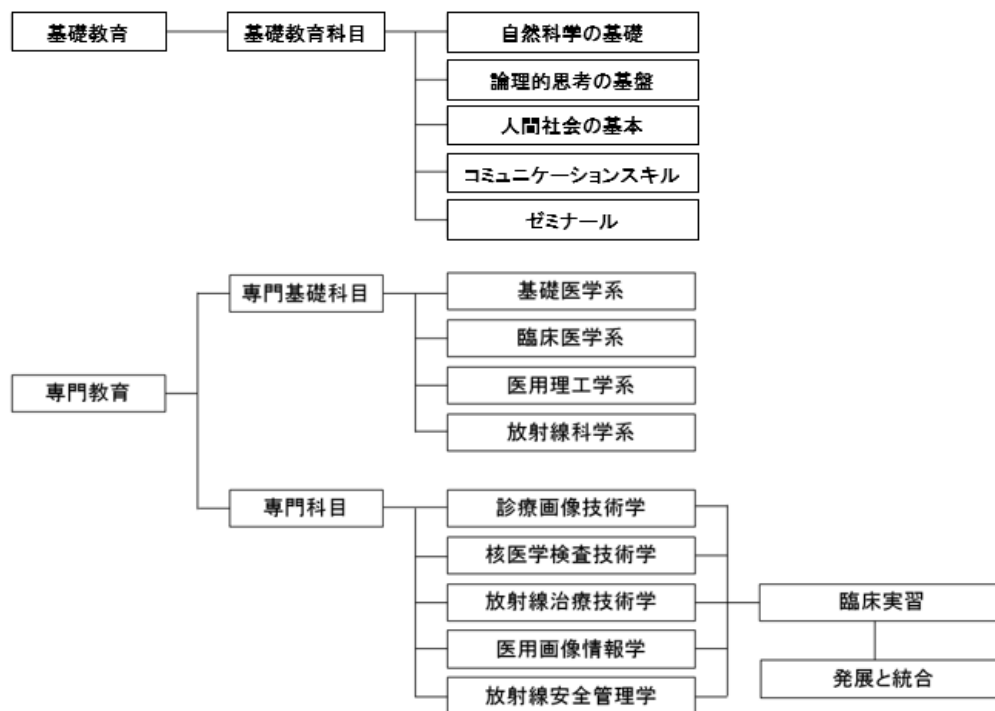 基礎教育
基礎教育科目
自然科学の基礎
論理的思考の基盤
人間社会の基本
コミュニケーションスキル
ゼミナール
専門教育
専門基礎科目
基礎医学系
臨床医学系
医用理工学系
放射線科学系
専門科目
診療画像技術学
核医学検査技術学
放射線治療技術学
医用画像情報学
放射線安全管理学
臨床実習
発展と統合